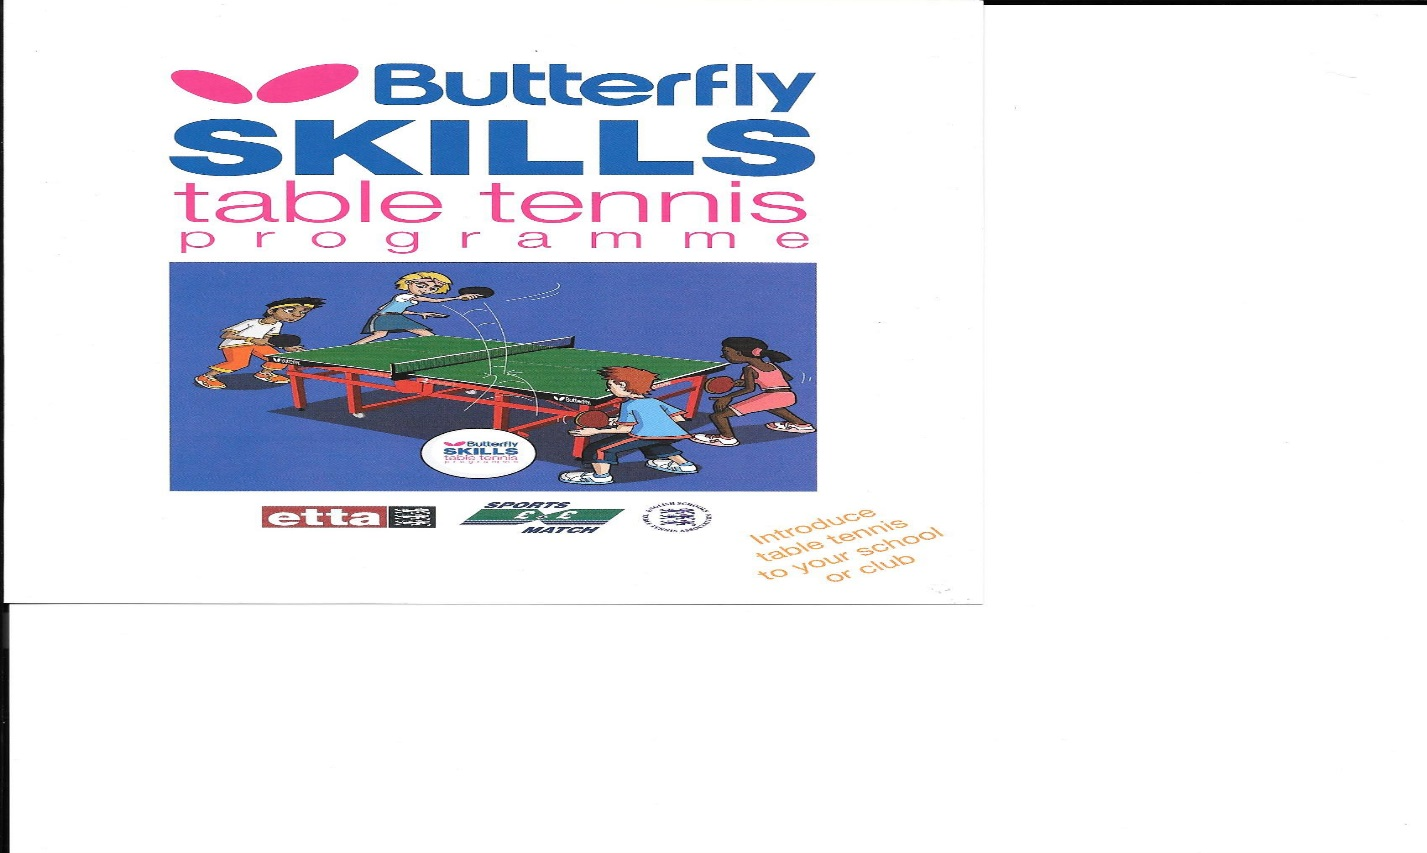 Butterfly
SKILLS
table tennis
programme
Butterfly
Butterfly
SKILLS
table tennis
programme
etta
SPORTS
£x£
MATCH
Introduce
table tennis
to your school
or club